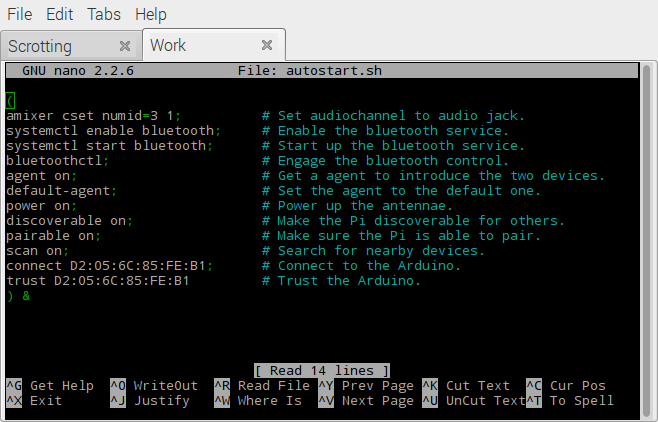 File Edit Tabs Help
Scrotting Work
GNU nano 2.2.6 File: autostart.sh
(
amixer cset numid=3 1; # Set audiochannel to audio jack.
systemctl enable bluetooth; # Enable the bluetooth service.
systemctl start bluetooth; # Start up the bluetooth service.
bluetoothctl; # Engage the bluetooth control.
agent on; # Get a agent to introduce the two devices.
default-agent; # Set the agent to the default one.
power on; # Power up the antennae.
discoverable on; # Make the Pi discoverable for others.
pairable on; # Make sure the Pi is able to pair.
scan on; # Search for nearby devices.
connect D2:05:6C:85:FE:B1; # Connect to the Arduino.
trust D2:05:6C:85:FE:B1 # Trust the Arduino.
) &
[ Read 14 lines ]
^G Get Help ^O WriteOut ^R Read File ^Y Prev Page ^K Cut Text ^C Cur Pos
^X Exit ^J Justify ^W Where Is ^V Next Page ^U UnCut Text ^T To Spell